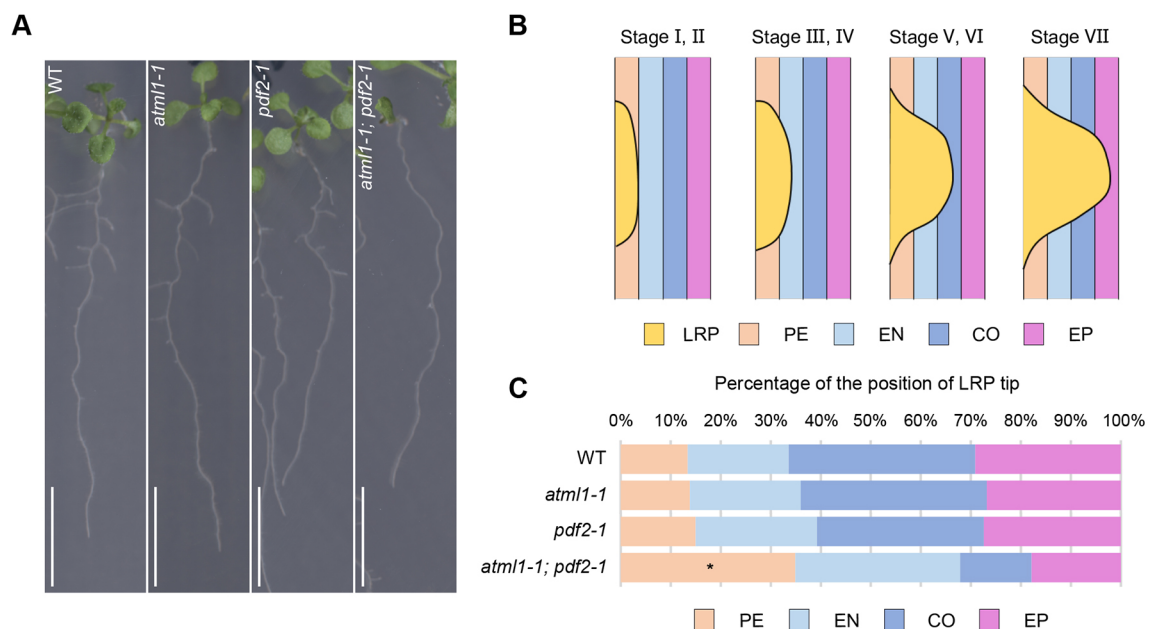 A
WT
atml1-1
pdf2-1
atml1-1; pdf2-1
B
Stage I, II
Stage III, IV
Stage V, VI
Stage VII
LRP PE EN CO EP
C
Percentage of the position of LRP tip
0% 10% 20% 30% 40% 50% 60% 70% 80% 90% 100%
WT
atml1-1
pdf2-1
atml1-1; pdf2-1
*
PE EN CO EP